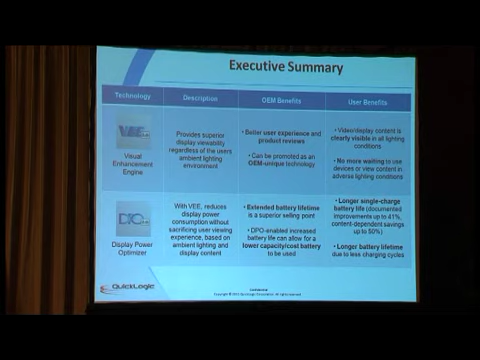 Executive Summary
Technology
Description
OEM Benefits
User Benefits
VEE
Visual
Enhancement
Engine
Provides superior
display viewability
regardless of the users
ambient lighting
environment
• Better user experience and
product reviews
• Can be promoted as an
OEM-unique technology
• Video/display content is
clearly visible in all lighting
conditions
• No more waiting to use
devices or view content in
adverse lighting conditions
DPO
Display Power
Optimizer
With VEE, reduces
display power
consumption without
sacrificing user viewing
experience, based on
ambient lighting and
display content
• Extended battery lifetime
is a superior selling point
• DPO-enabled increased
battery life can allow for a
lower capacity/cost battery
to be used
• Longer single-charge
battery life (documented
improvements up to 41%,
content-dependent savings
up to 50%)
• Longer battery lifetime
due to less charging cycles
QuickLogic
Confidential